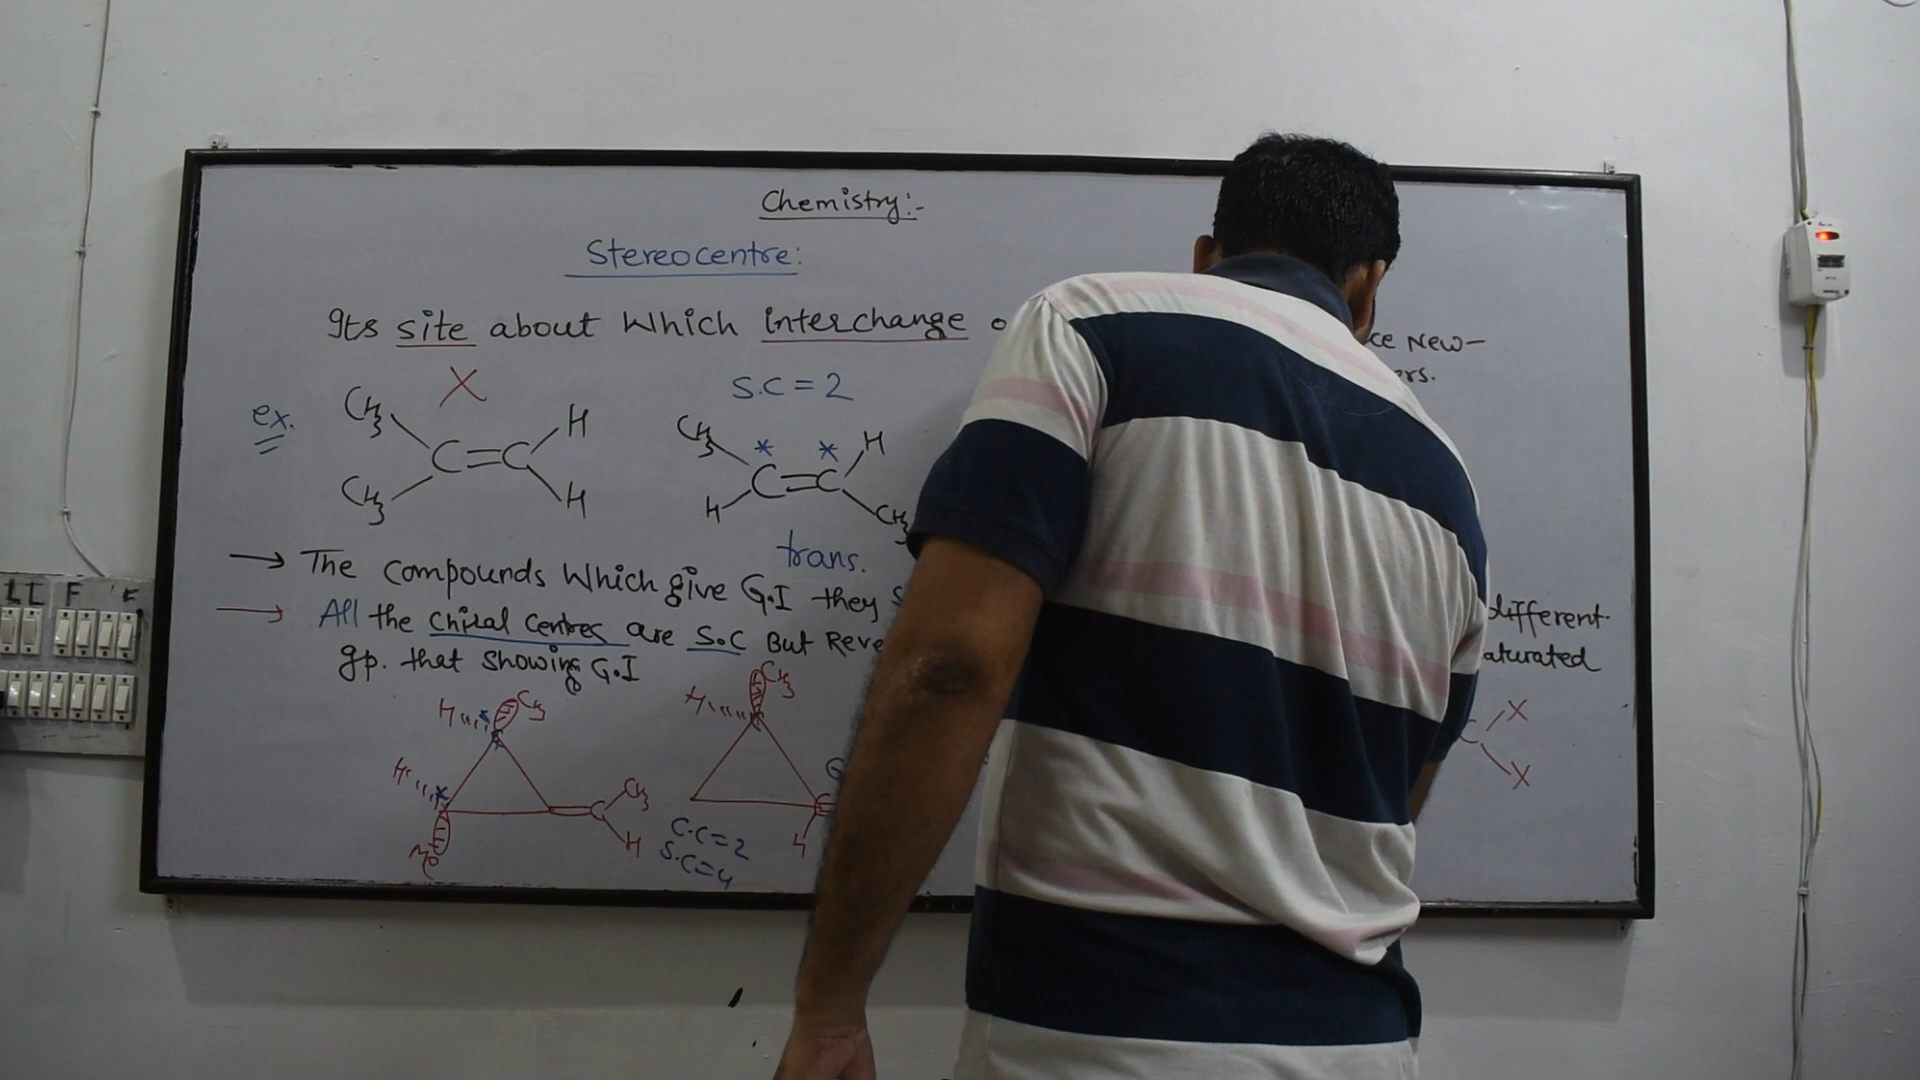 Chemistry:-
Stereocentre:
Its site about Which interchange
ce New-
ers.
ex.
X
S.C = 2
CH3
CH3
C=C
H
H
CH3
H
* *
C=C
H
CH3
trans.
→ The compounds Which give G.I they
different
→ All the chiral centres are S.C But Reve
aturated
gp. that showing G.I
H
CH3
H
*
*
Me
C
CH3
H
H
CH3
C.C=2
S.C=4
C
X
X